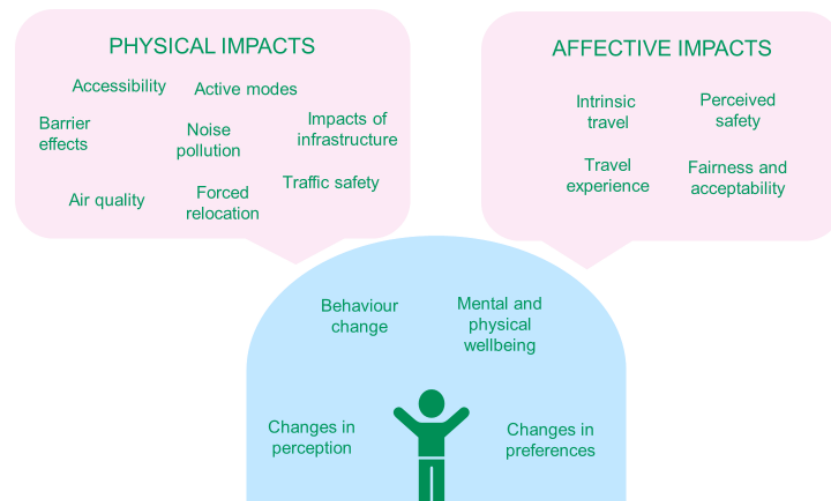 PHYSICAL IMPACTS
Accessibility
Active modes
Barrier
effects
Noise
pollution
Impacts of
infrastructure
Air quality
Forced
relocation
Traffic safety
AFFECTIVE IMPACTS
Intrinsic
travel
Perceived
safety
Travel
experience
Fairness and
acceptability
Behaviour
change
Mental and
physical
wellbeing
Changes in
perception
Changes in
preferences